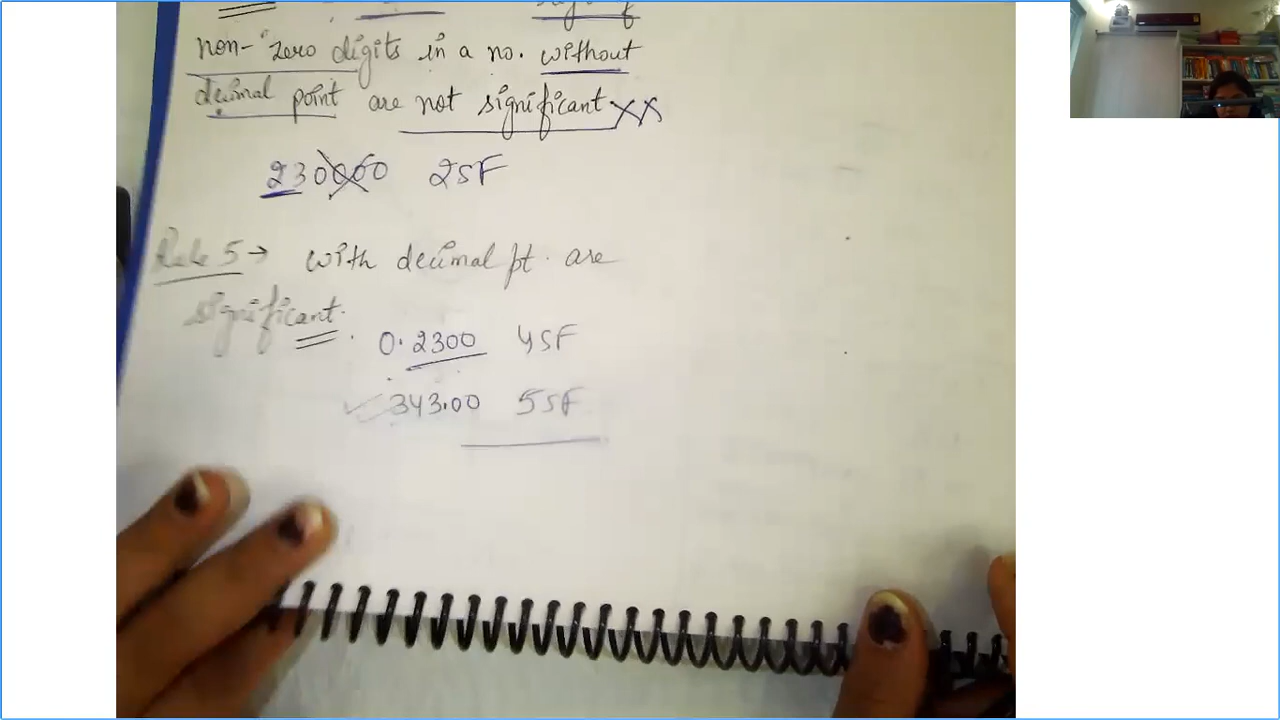 non-zero digits in a no. without
decimal point are not significant XX
230000 2SF
Rule 5 → with decimal pt. are
significant.
0.2300 4SF
343.00 5SF